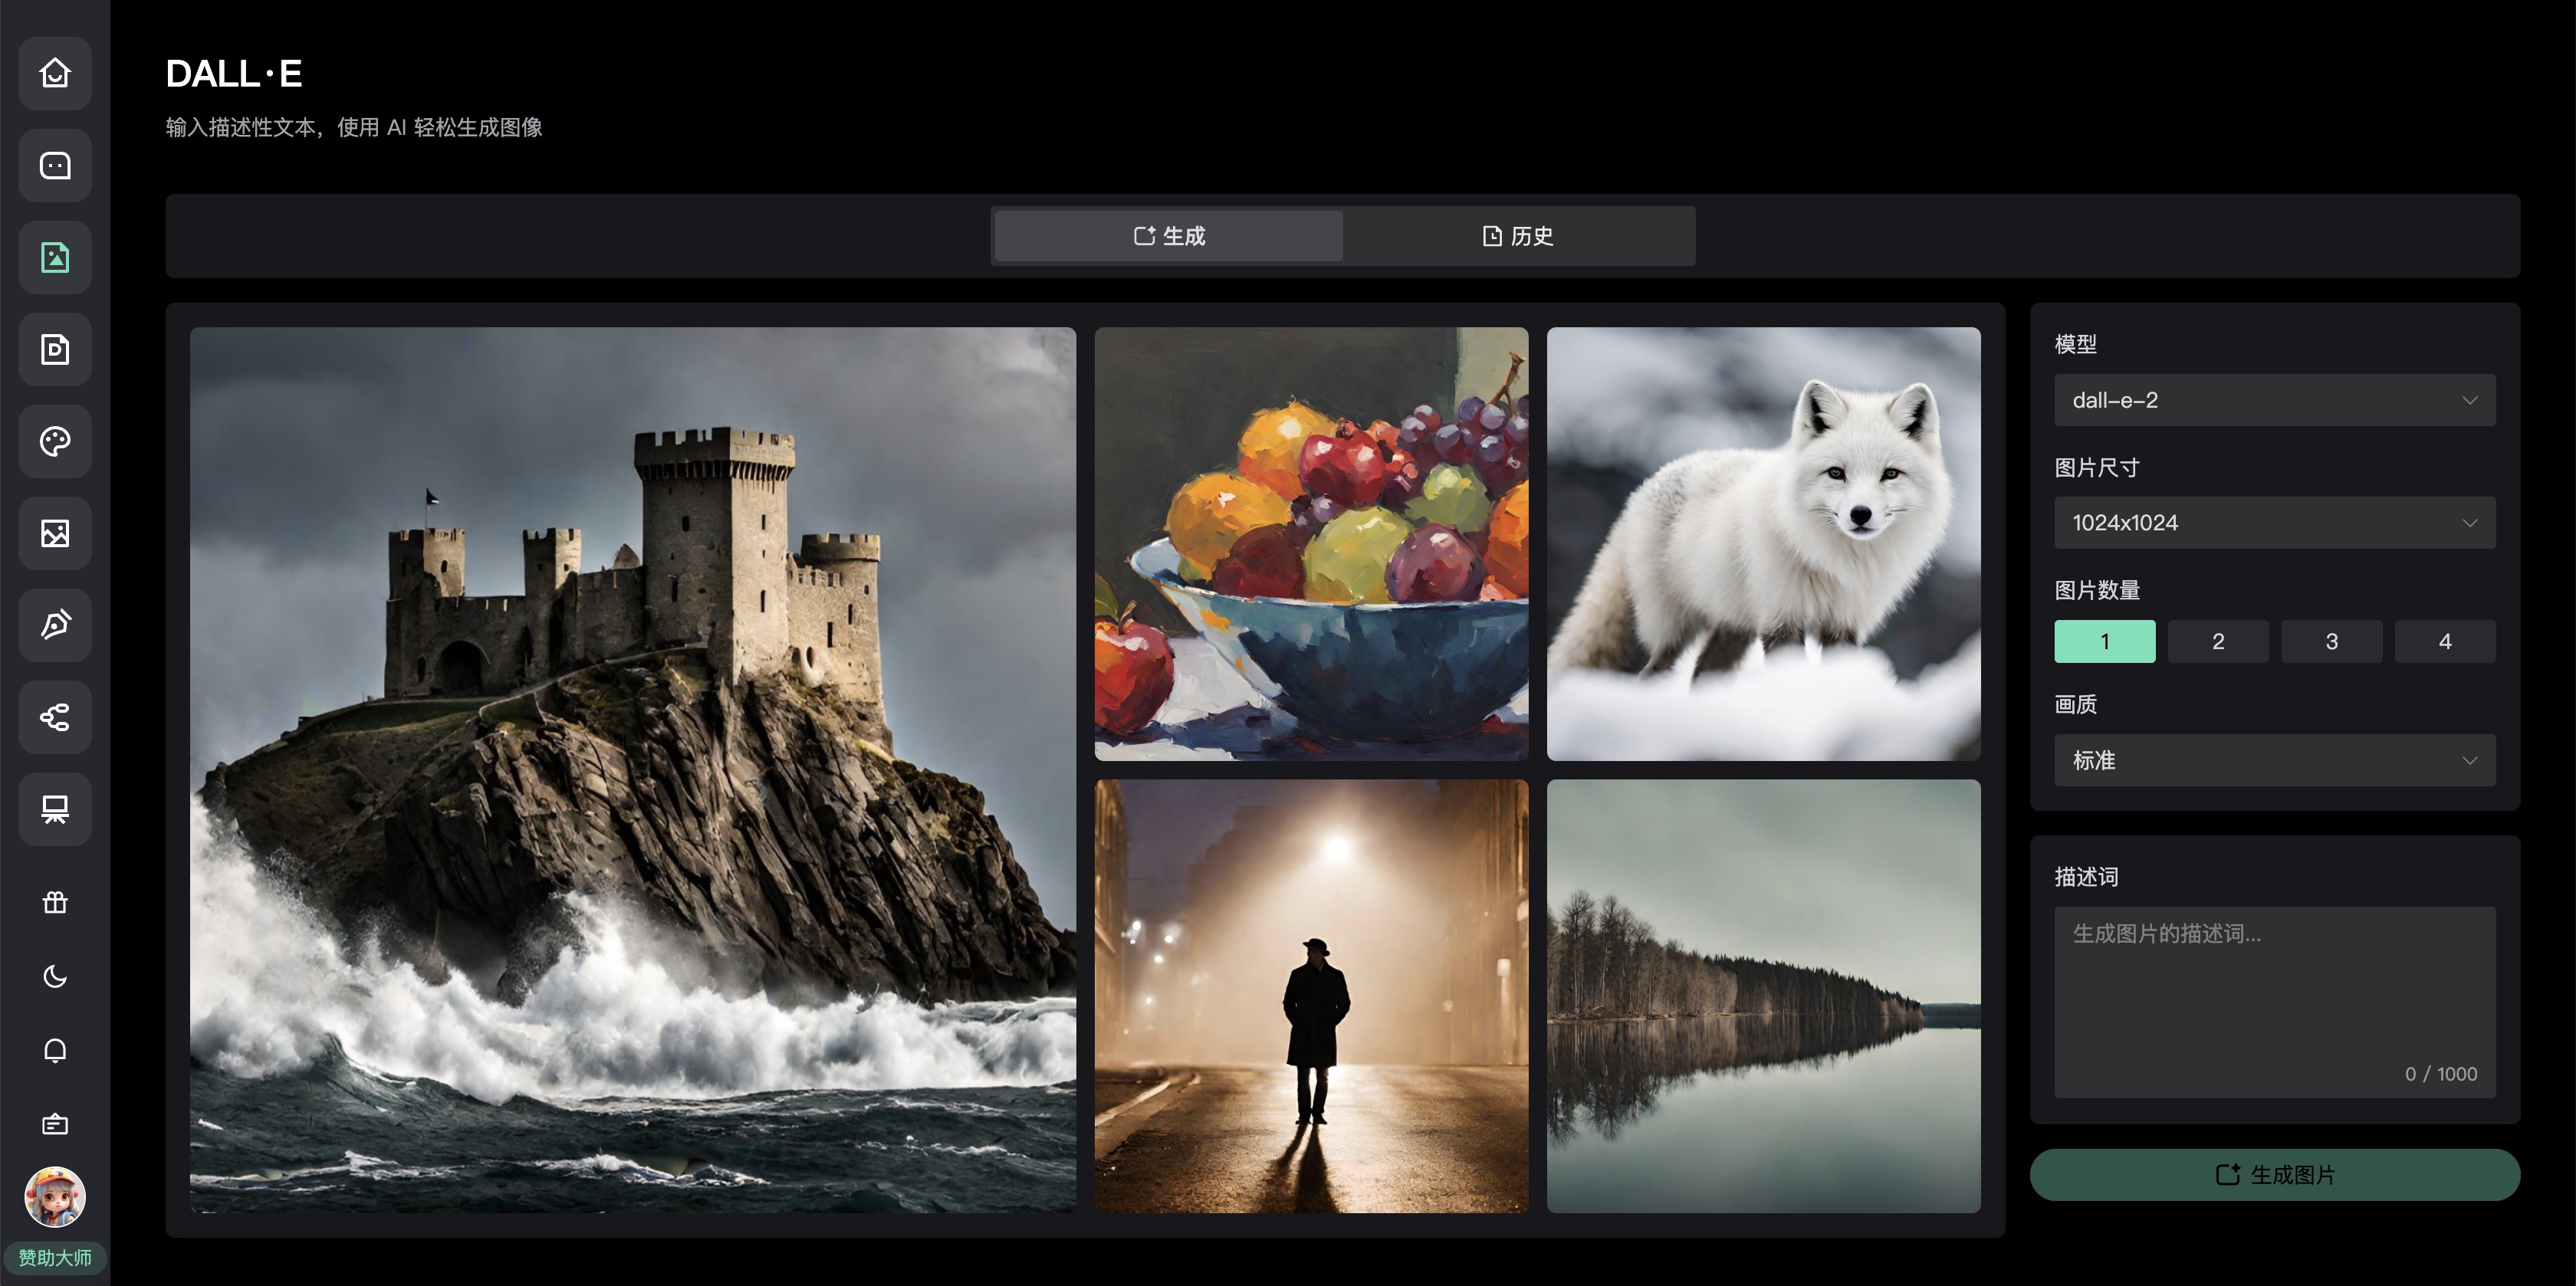 DALL·E
输入描述性文本，使用 AI 轻松生成图像
生成
历史
模型
dall-e-2
图片尺寸
1024x1024
图片数量
1 2 3 4
画质
标准
描述词
生成图片的描述词...
0 / 1000
生成图片
赞助大师